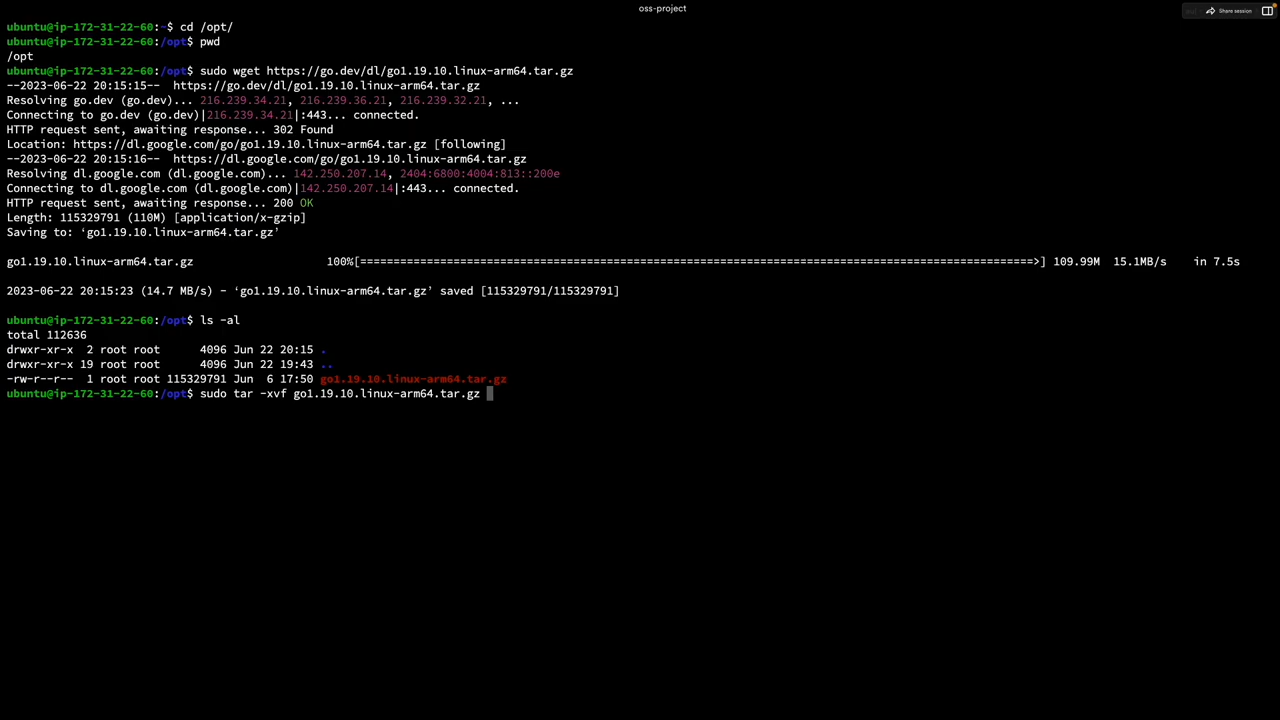 oss-project
Share session
ubuntu@ip-172-31-22-60:~$ cd /opt/
ubuntu@ip-172-31-22-60:/opt$ pwd
/opt
ubuntu@ip-172-31-22-60:/opt$ sudo wget https://go.dev/dl/go1.19.10.linux-arm64.tar.gz
--2023-06-22 20:15:15--  https://go.dev/dl/go1.19.10.linux-arm64.tar.gz
Resolving go.dev (go.dev)... 216.239.34.21, 216.239.36.21, 216.239.32.21, ...
Connecting to go.dev (go.dev)|216.239.34.21|:443... connected.
HTTP request sent, awaiting response... 302 Found
Location: https://dl.google.com/go/go1.19.10.linux-arm64.tar.gz [following]
--2023-06-22 20:15:16--  https://dl.google.com/go/go1.19.10.linux-arm64.tar.gz
Resolving dl.google.com (dl.google.com)... 142.250.207.14, 2404:6800:4004:813::200e
Connecting to dl.google.com (dl.google.com)|142.250.207.14|:443... connected.
HTTP request sent, awaiting response... 200 OK
Length: 115329791 (110M) [application/x-gzip]
Saving to: ‘go1.19.10.linux-arm64.tar.gz’
go1.19.10.linux-arm64.tar.gz 100%[=====================================================================================================>] 109.99M 15.1MB/s in 7.5s
2023-06-22 20:15:23 (14.7 MB/s) - ‘go1.19.10.linux-arm64.tar.gz’ saved [115329791/115329791]
ubuntu@ip-172-31-22-60:/opt$ ls -al
total 112636
drwxr-xr-x  2 root root      4096 Jun 22 20:15 .
drwxr-xr-x 19 root root      4096 Jun 22 19:43 ..
-rw-r--r--  1 root root 115329791 Jun  6 17:50 go1.19.10.linux-arm64.tar.gz
ubuntu@ip-172-31-22-60:/opt$ sudo tar -xvf go1.19.10.linux-arm64.tar.gz